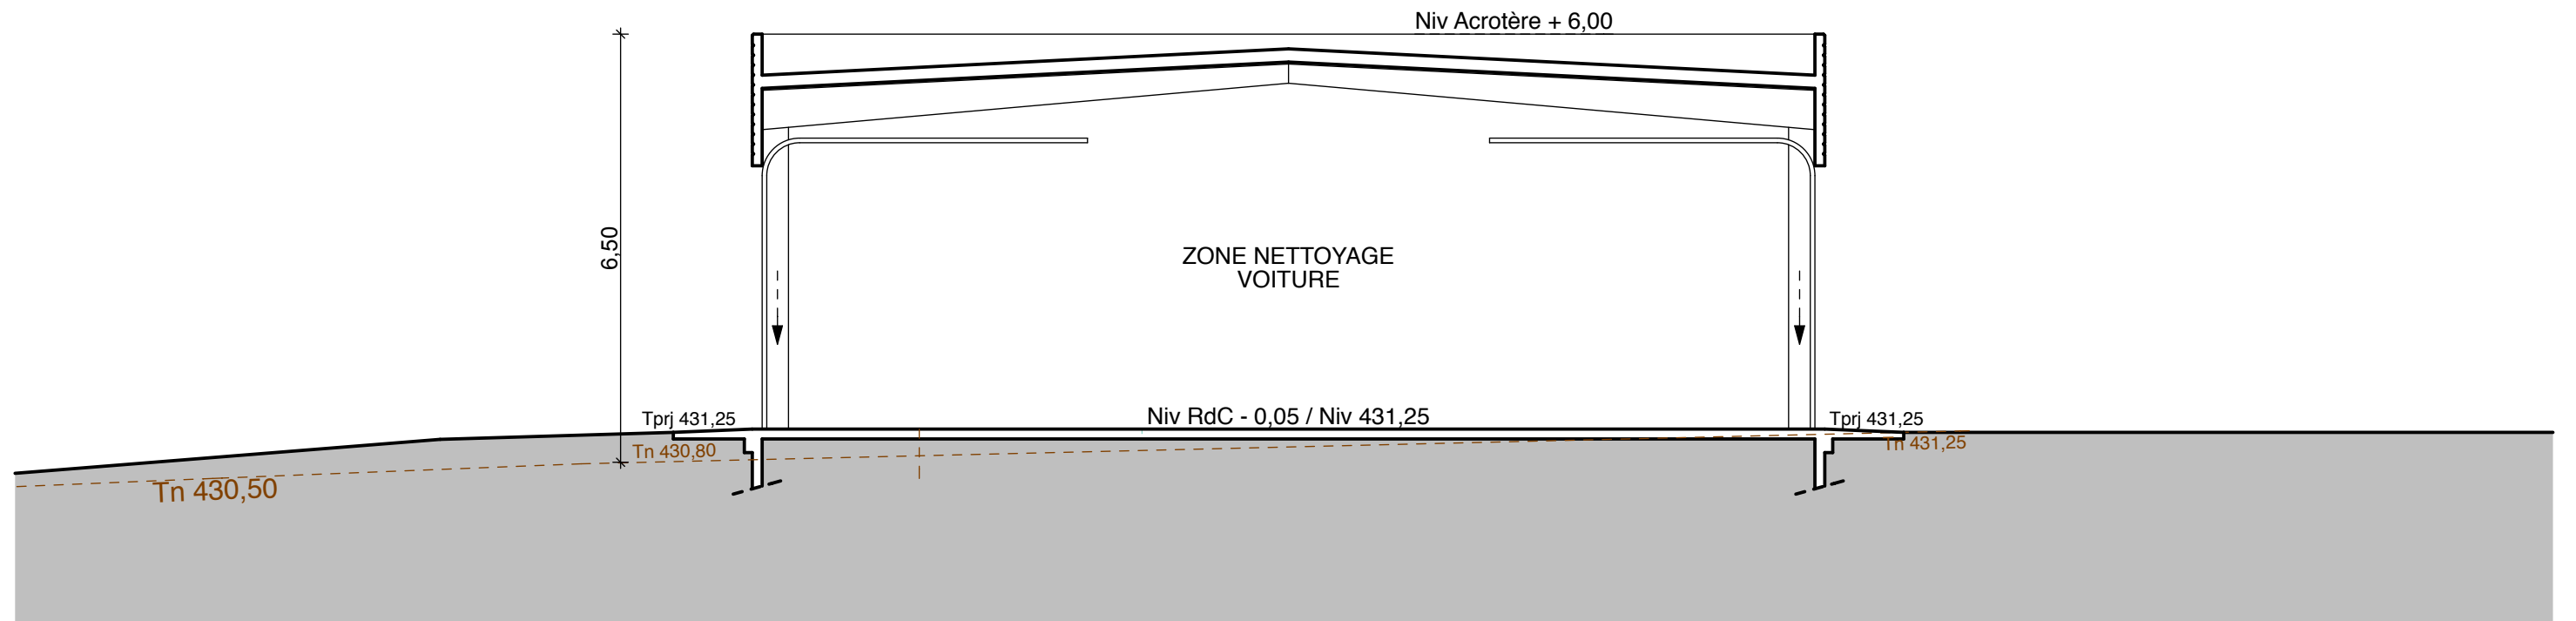 Niv Acrotère + 6,00
6,50
ZONE NETTOYAGE
VOITURE
Tprj 431,25
Niv RdC - 0,05 / Niv 431,25
Tprj 431,25
Tn 430,80
Tn 431,25
Tn 430,50